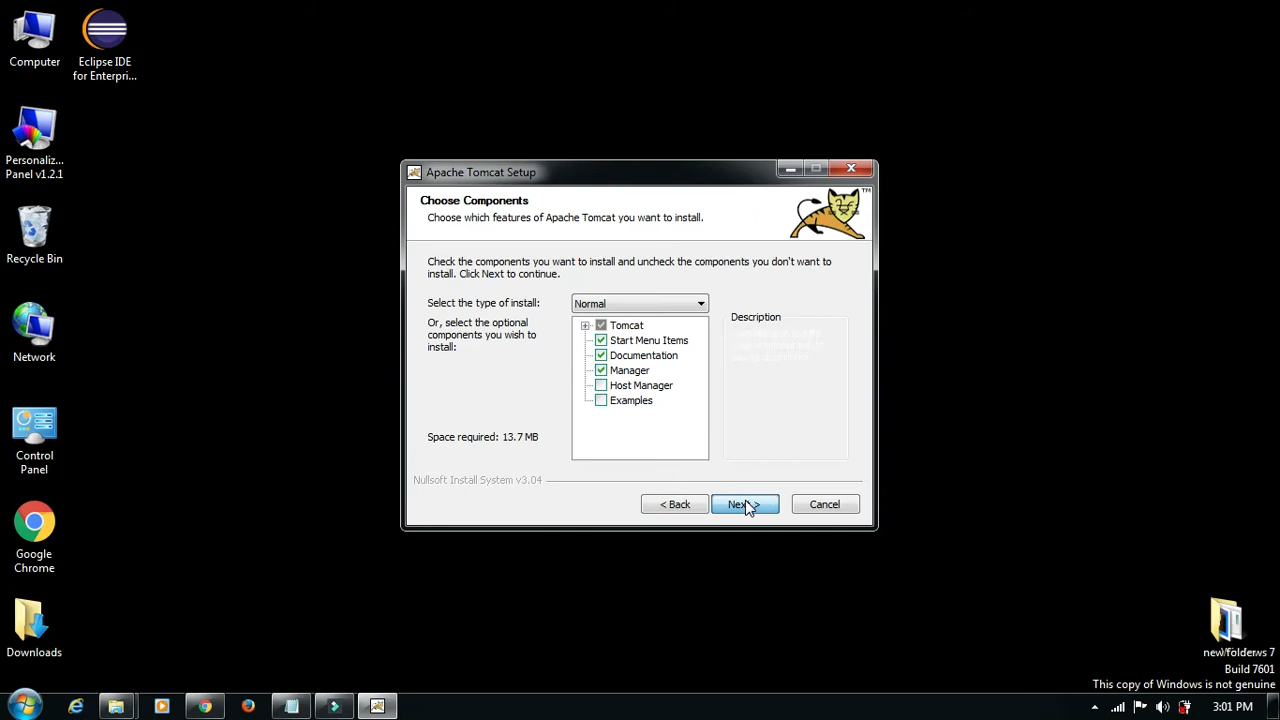 Computer
Eclipse IDE
for Enterpri...
Personaliz...
Panel v1.2.1
Recycle Bin
Network
Control
Panel
Google
Chrome
Downloads
Apache Tomcat Setup
Choose Components
Choose which features of Apache Tomcat you want to install.
TM
Check the components you want to install and uncheck the components you don't want to
install. Click Next to continue.
Select the type of install:
Normal
Or, select the optional
components you wish to
install:
Tomcat
Start Menu Items
Documentation
Manager
Host Manager
Examples
Description
Space required: 13.7 MB
Nullsoft Install System v3.04
< Back
Next >
Cancel
Build 7601
This copy of Windows is not genuine
3:01 PM